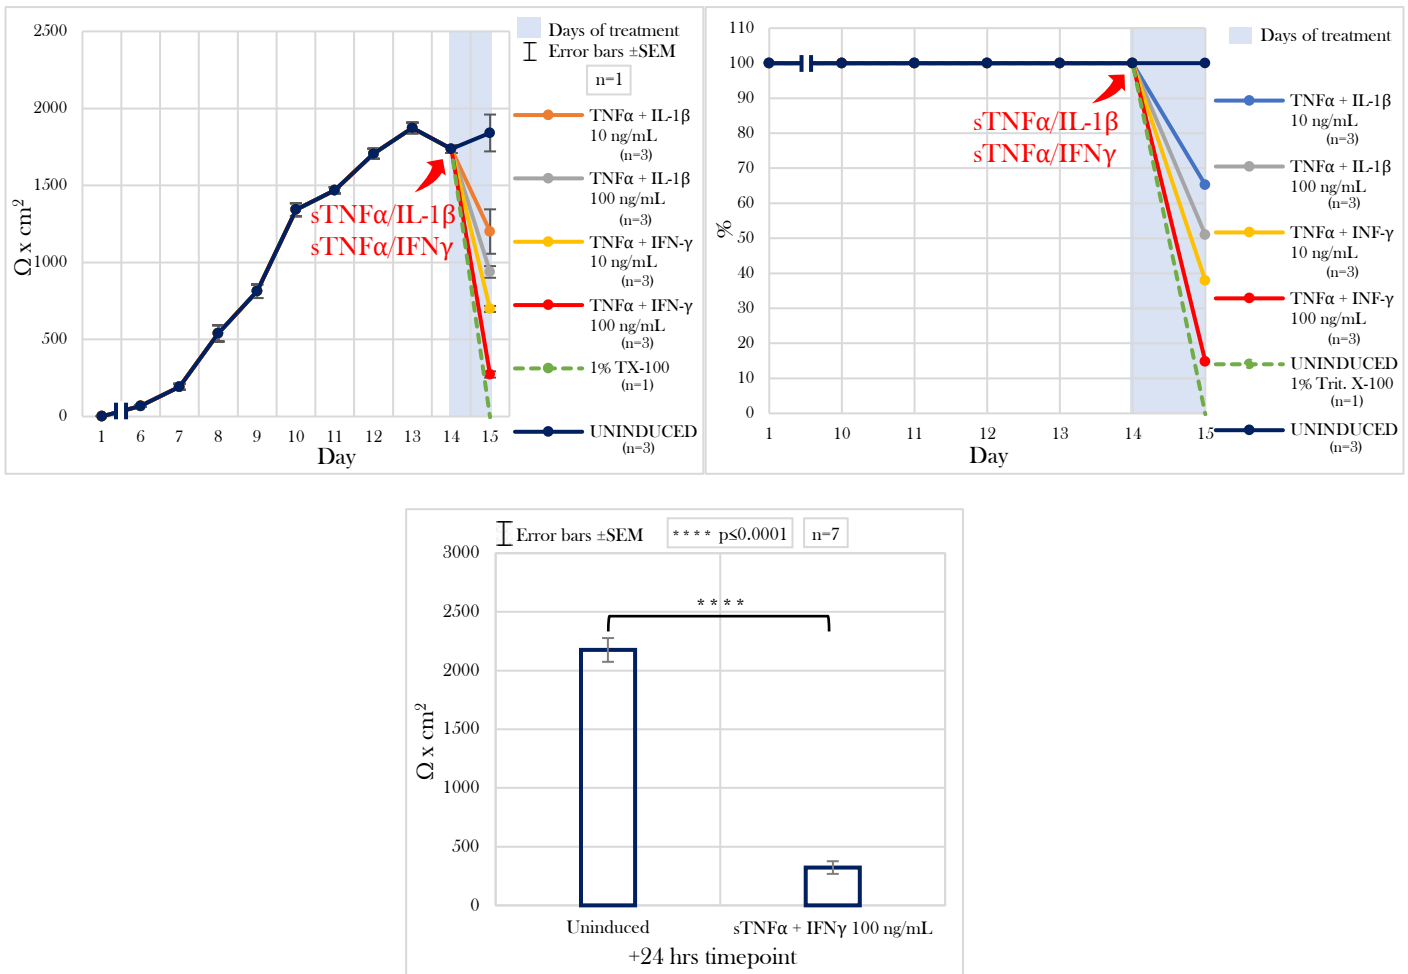 2500
2000
1500
1000
500
0
Ω x cm²
1 6 7 8 9 10 11 12 13 14 15
Day
sTNFα/IL-1β
sTNFα/IFNγ
Days of treatment
Error bars ±SEM
n=1
TNFα + IL-1β
10 ng/mL
(n=3)
TNFα + IL-1β
100 ng/mL
(n=3)
TNFα + IFN-γ
10 ng/mL
(n=3)
TNFα + IFN-γ
100 ng/mL
(n=3)
1% TX-100
(n=1)
UNINDUCED
(n=3)
110
100
90
80
70
60
50
40
30
20
10
0
%
1 10 11 12 13 14 15
Day
sTNFα/IL-1β
sTNFα/IFNγ
Days of treatment
TNFα + IL-1β
10 ng/mL
(n=3)
TNFα + IL-1β
100 ng/mL
(n=3)
TNFα + INF-γ
10 ng/mL
(n=3)
TNFα + INF-γ
100 ng/mL
(n=3)
UNINDUCED
1% Trit. X-100
(n=1)
UNINDUCED
(n=3)
Error bars ±SEM
**** p≤0.0001
n=7
3000
2500
2000
1500
1000
500
0
Ω x cm²
****
Uninduced sTNFα + IFNγ 100 ng/mL
+24 hrs timepoint